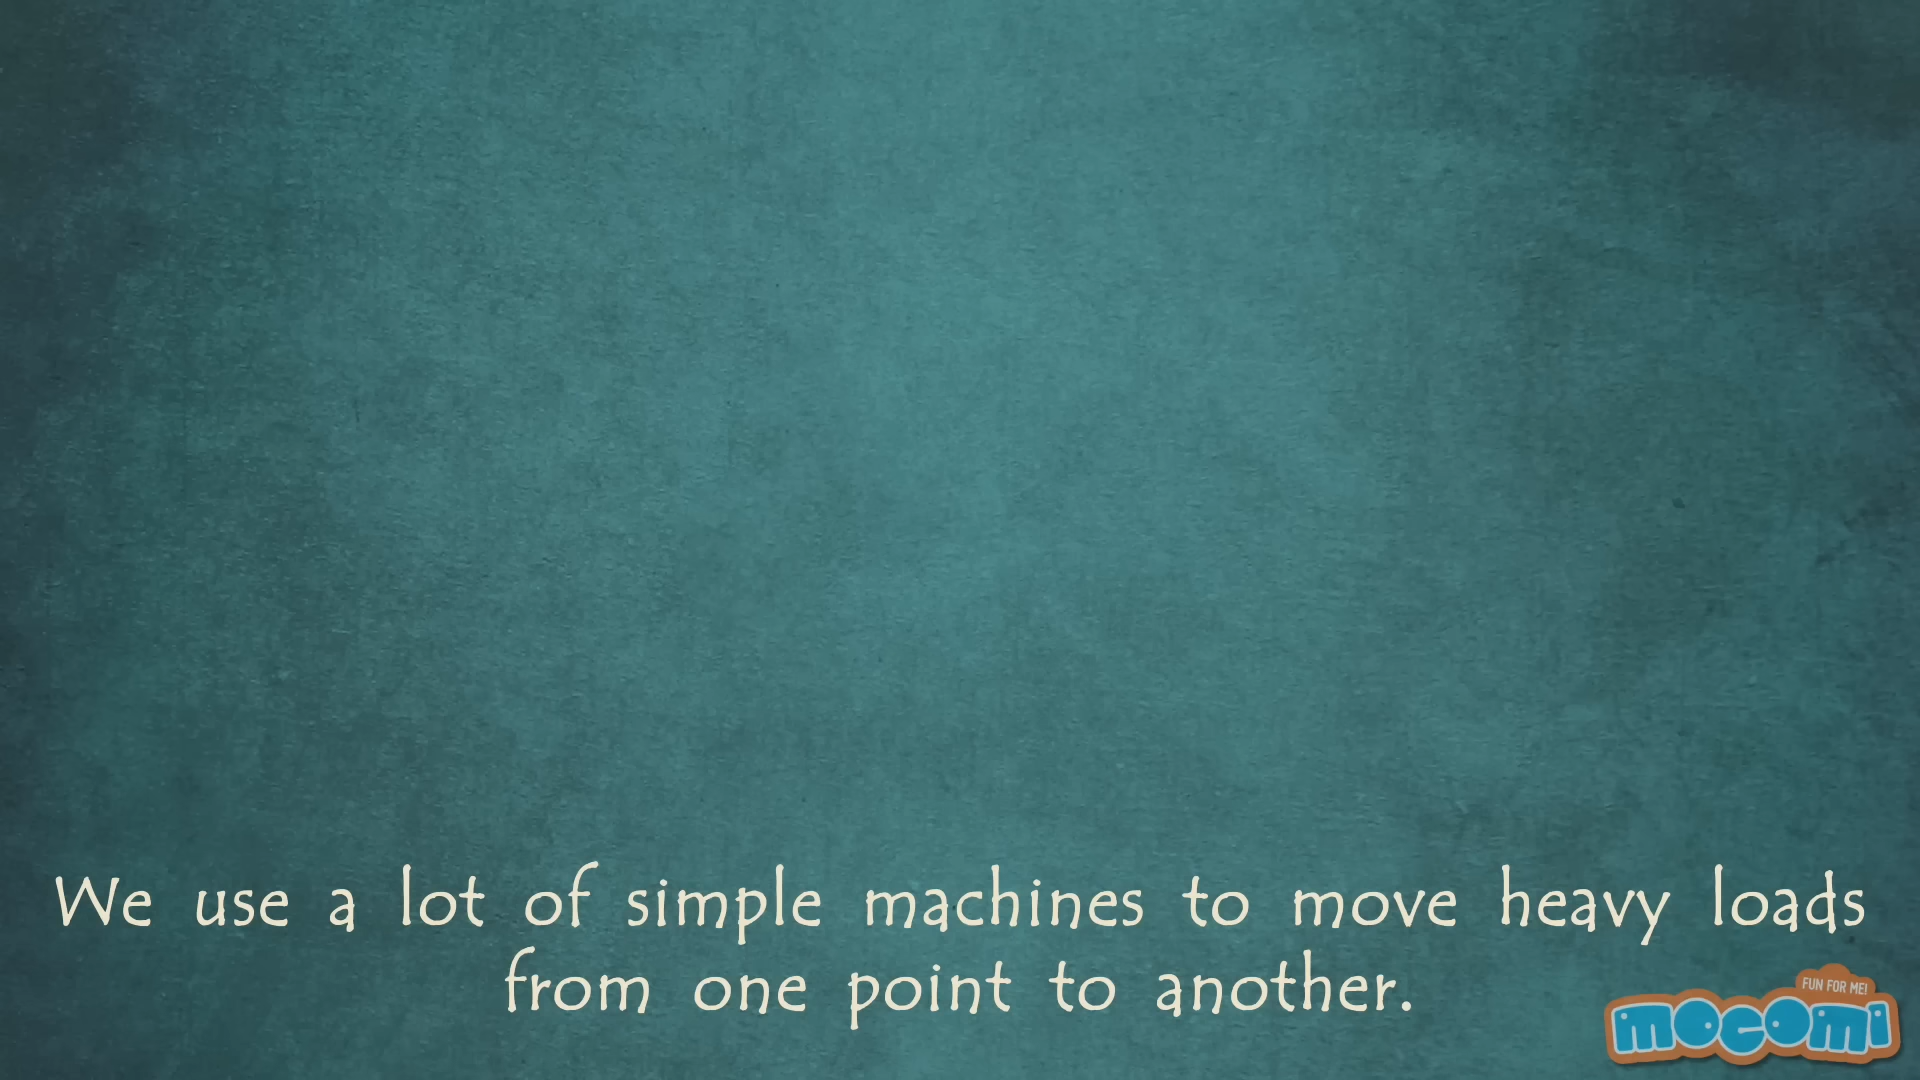 We use a lot of simple machines to move heavy loads
from one point to another.
FUN FOR ME!
mocomi